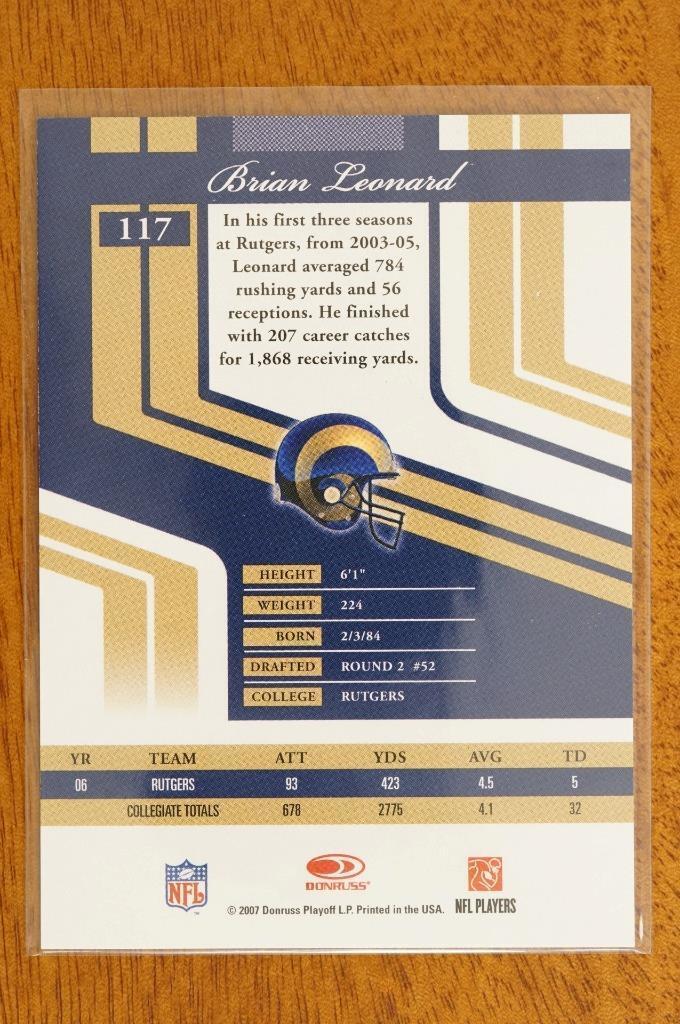 Brian Leonard
117
In his first three seasons
at Rutgers, from 2003-05,
Leonard averaged 784
rushing yards and 56
receptions. He finished
with 207 career catches
for 1,868 receiving yards.
HEIGHT 6'1"
WEIGHT 224
BORN 2/3/84
DRAFTED ROUND 2 #52
COLLEGE RUTGERS
YR TEAM ATT YDS AVG TD
06 RUTGERS 93 423 4.5 5
COLLEGIATE TOTALS 678 2775 4.1 32
NFL
TM
DONRUSS®
NFL PLAYERS
© 2007 Donruss Playoff L.P. Printed in the USA.